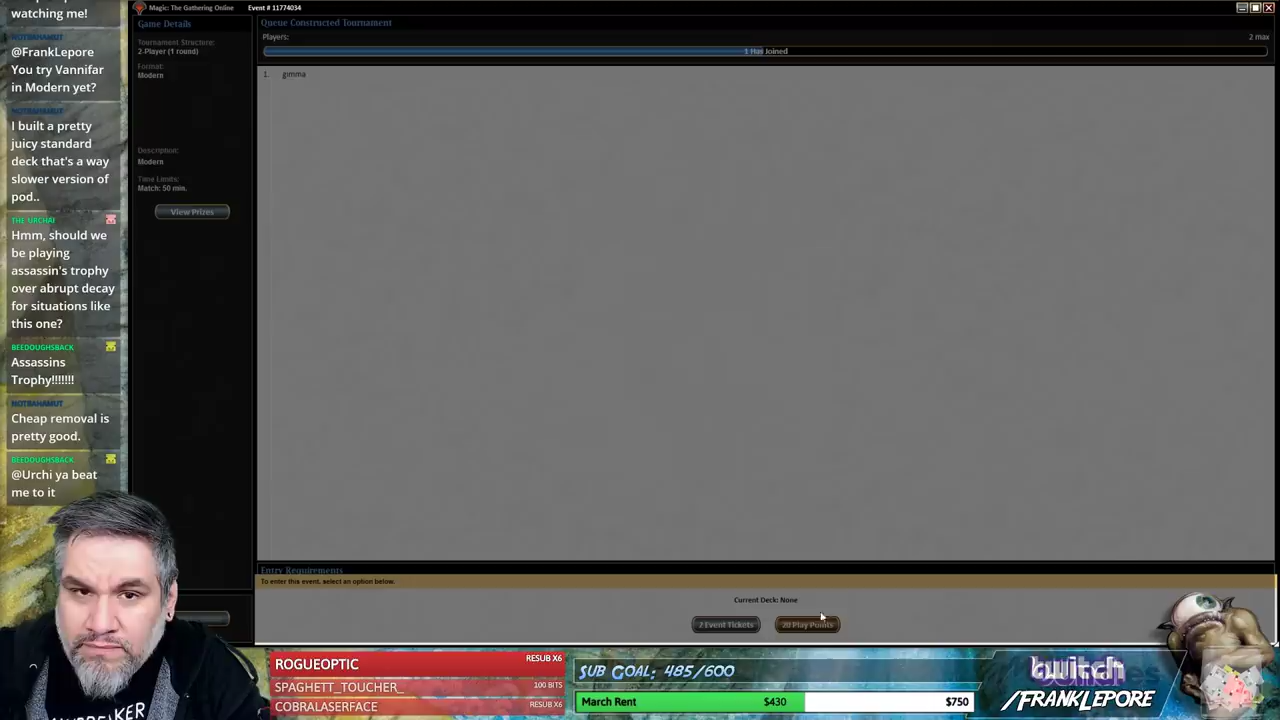 watching me!
NOTBAHAMUT
@FrankLepore
You try Vannifar
in Modern yet?
NOTBAHAMUT
I built a pretty
juicy standard
deck that's a way
slower version of
pod..
THE_URCHAI
Hmm, should we
be playing
assassin's trophy
over abrupt decay
for situations like
this one?
BEEDOUGHSBACK
Assassins
Trophy!!!!!!!
NOTBAHAMUT
Cheap removal is
pretty good.
BEEDOUGHSBACK
@Urchi ya beat
me to it
Magic: The Gathering Online
Event # 11774034
Game Details
Tournament Structure:
2-Player (1 round)
Format:
Modern
Description:
Modern
Time Limits:
Match: 50 min.
View Prizes
Queue Constructed Tournament
Players:
2 max
1 Has Joined
1. gimma
Entry Requirements
To enter this event, select an option below.
Current Deck: None
2 Event Tickets
20 Play Points
ROGUEOPTIC RESUB X6
SPAGHETT_TOUCHER_ 100 BITS
COBRALASERFACE RESUB X6
SUB GOAL: 485/600
March Rent $430 $750
twitch
/FRANKLEPORE